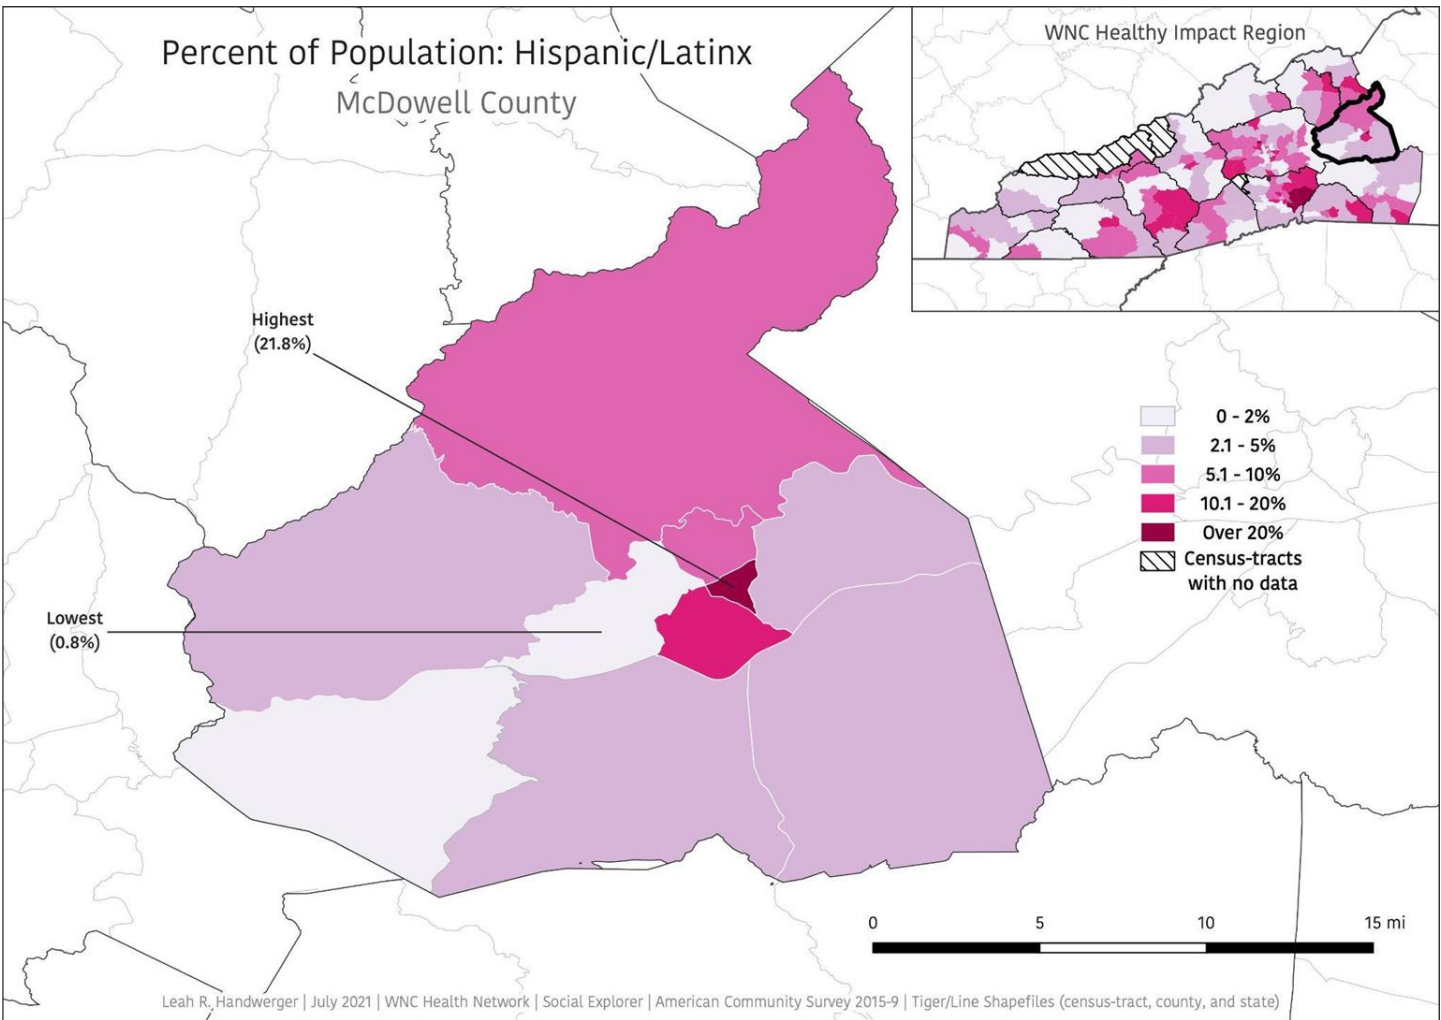 Percent of Population: Hispanic/Latinx
McDowell County
WNC Healthy Impact Region
Highest
(21.8%)
Lowest
(0.8%)
0 - 2%
2.1 - 5%
5.1 - 10%
10.1 - 20%
Over 20%
Census-tracts
with no data
0 5 10 15 mi
Leah R. Handwerger | July 2021 | WNC Health Network | Social Explorer | American Community Survey 2015-9 | Tiger/Line Shapefiles (census-tract, county, and state)